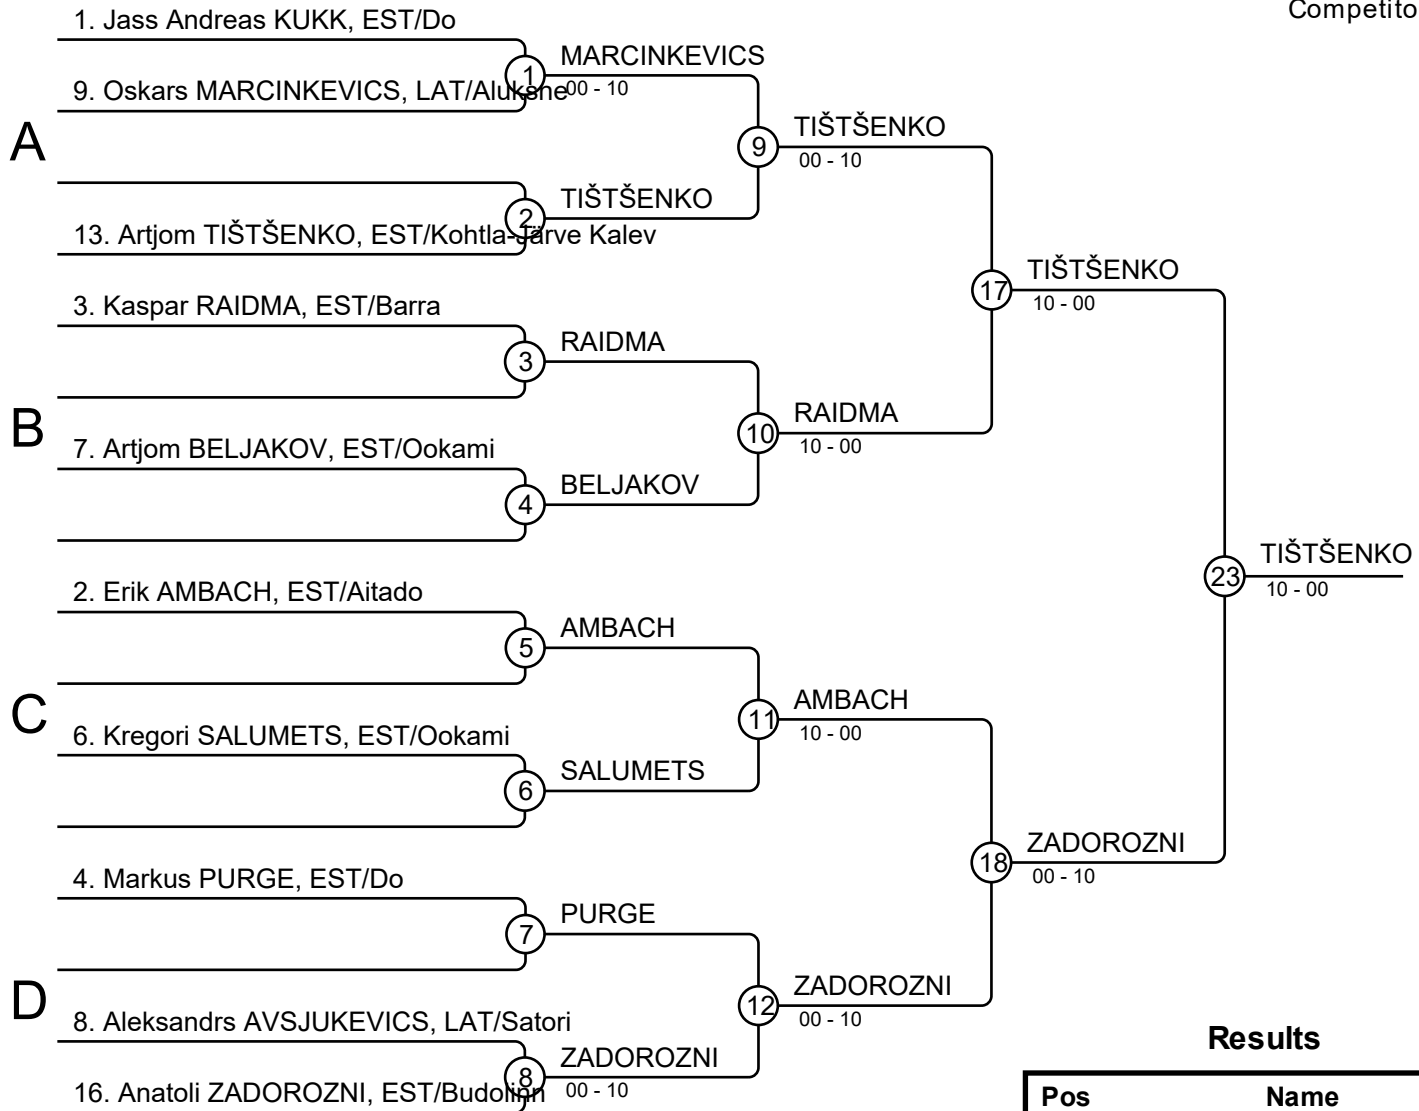 Competito
1. Jass Andreas KUKK, EST/Do
MARCINKEVICS
1
00 - 10
9. Oskars MARCINKEVICS, LAT/Aluksne
A
TIŠTŠENKO
9
00 - 10
TIŠTŠENKO
2
13. Artjom TIŠTŠENKO, EST/Kohtla-Järve Kalev
TIŠTŠENKO
17
10 - 00
3. Kaspar RAIDMA, EST/Barra
RAIDMA
3
B
RAIDMA
10
10 - 00
7. Artjom BELJAKOV, EST/Ookami
BELJAKOV
4
TIŠTŠENKO
23
10 - 00
2. Erik AMBACH, EST/Aitado
AMBACH
5
C
AMBACH
11
10 - 00
6. Kregori SALUMETS, EST/Ookami
SALUMETS
6
ZADOROZNI
18
00 - 10
4. Markus PURGE, EST/Do
PURGE
7
D
ZADOROZNI
12
00 - 10
8. Aleksandrs AVSJUKEVICS, LAT/Satori
ZADOROZNI
8
00 - 10
16. Anatoli ZADOROZNI, EST/Budolinn
Results
Pos Name